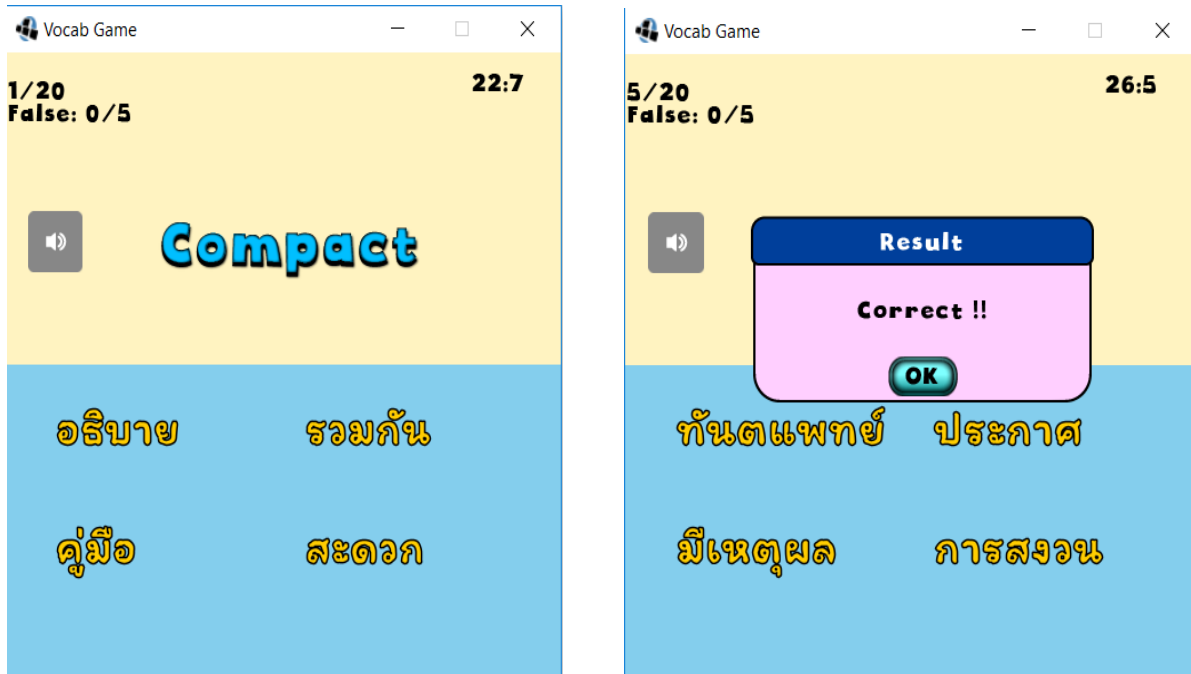 Vocab Game
1/20
22:7
False: 0/5
Compact
อธิบาย
รวมกัน
คู่มือ
สะดวก
Vocab Game
5/20
26:5
False: 0/5
Result
Correct !!
OK
ทันตแพทย์
ประกาศ
มีเหตุผล
การสงวน